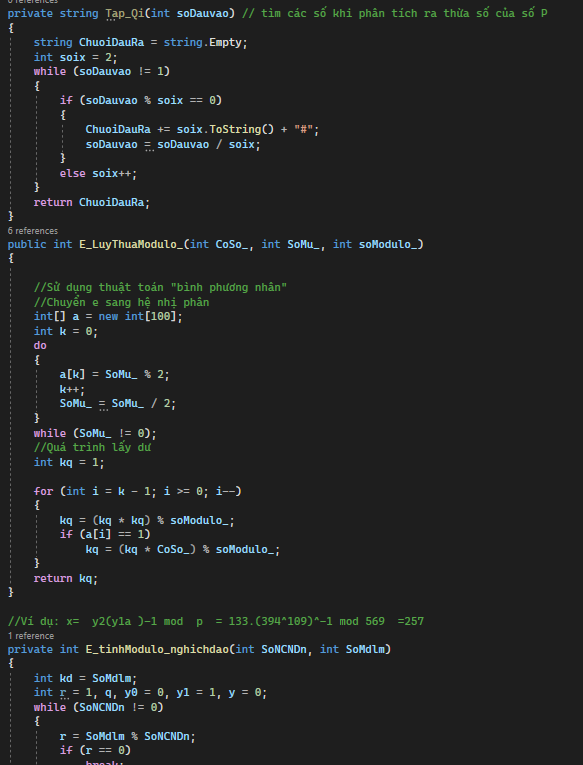 0 references
private string Tap_Qi(int soDauvao) // tìm các số khi phân tích ra thừa số của số P
{
string ChuoiDauRa = string.Empty;
int soix = 2;
while (soDauvao != 1)
{
if (soDauvao % soix == 0)
{
ChuoiDauRa += soix.ToString() + "#";
soDauvao = soDauvao / soix;
}
else soix++;
}
return ChuoiDauRa;
}
6 references
public int E_LuyThuaModulo_(int CoSo_, int SoMu_, int soModulo_)
{
//Sử dụng thuật toán "bình phương nhân"
//Chuyển e sang hệ nhị phân
int[] a = new int[100];
int k = 0;
do
{
a[k] = SoMu_ % 2;
k++;
SoMu_ = SoMu_ / 2;
}
while (SoMu_ != 0);
//Quá trình lấy dư
int kq = 1;
for (int i = k - 1; i >= 0; i--)
{
kq = (kq * kq) % soModulo_;
if (a[i] == 1)
kq = (kq * CoSo_) % soModulo_;
}
return kq;
}
//Ví dụ: x= y2(y1a )-1 mod p = 133.(394^109)^-1 mod 569 =257
1 reference
private int E_tinhModulo_nghichdao(int SoNCNDn, int SoMdlm)
{
int kd = SoMdlm;
int r = 1, q, y0 = 0, y1 = 1, y = 0;
while (SoNCNDn != 0)
{
r = SoMdlm % SoNCNDn;
if (r == 0)
break;